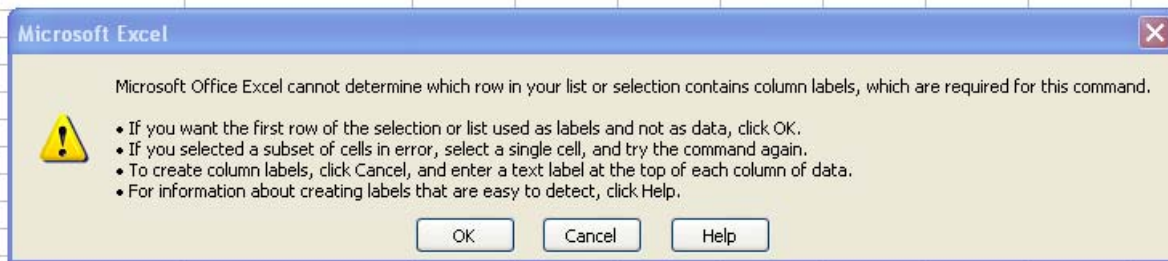 Microsoft Excel
Microsoft Office Excel cannot determine which row in your list or selection contains column labels, which are required for this command.
• If you want the first row of the selection or list used as labels and not as data, click OK.
• If you selected a subset of cells in error, select a single cell, and try the command again.
• To create column labels, click Cancel, and enter a text label at the top of each column of data.
• For information about creating labels that are easy to detect, click Help.
OK Cancel Help